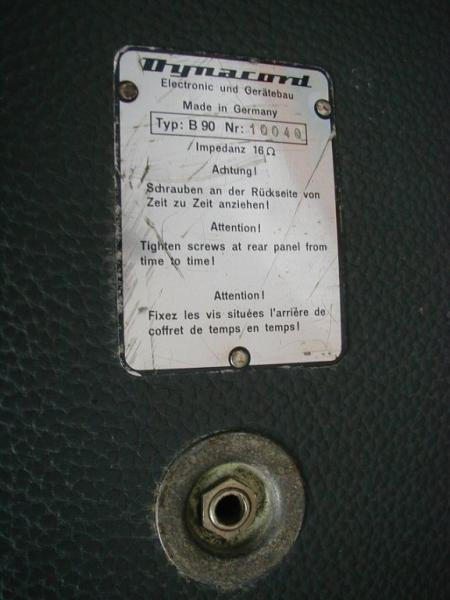 Dynacord
Electronic und Gerätebau
Made in Germany
Typ: B 90 Nr: 10040
Impedanz 16 Ω
Achtung!
Schrauben an der Rückseite von
Zeit zu Zeit anziehen!
Attention!
Tighten screws at rear panel from
time to time!
Attention!
Fixez les vis situées l'arrière de
coffret de temps en temps!